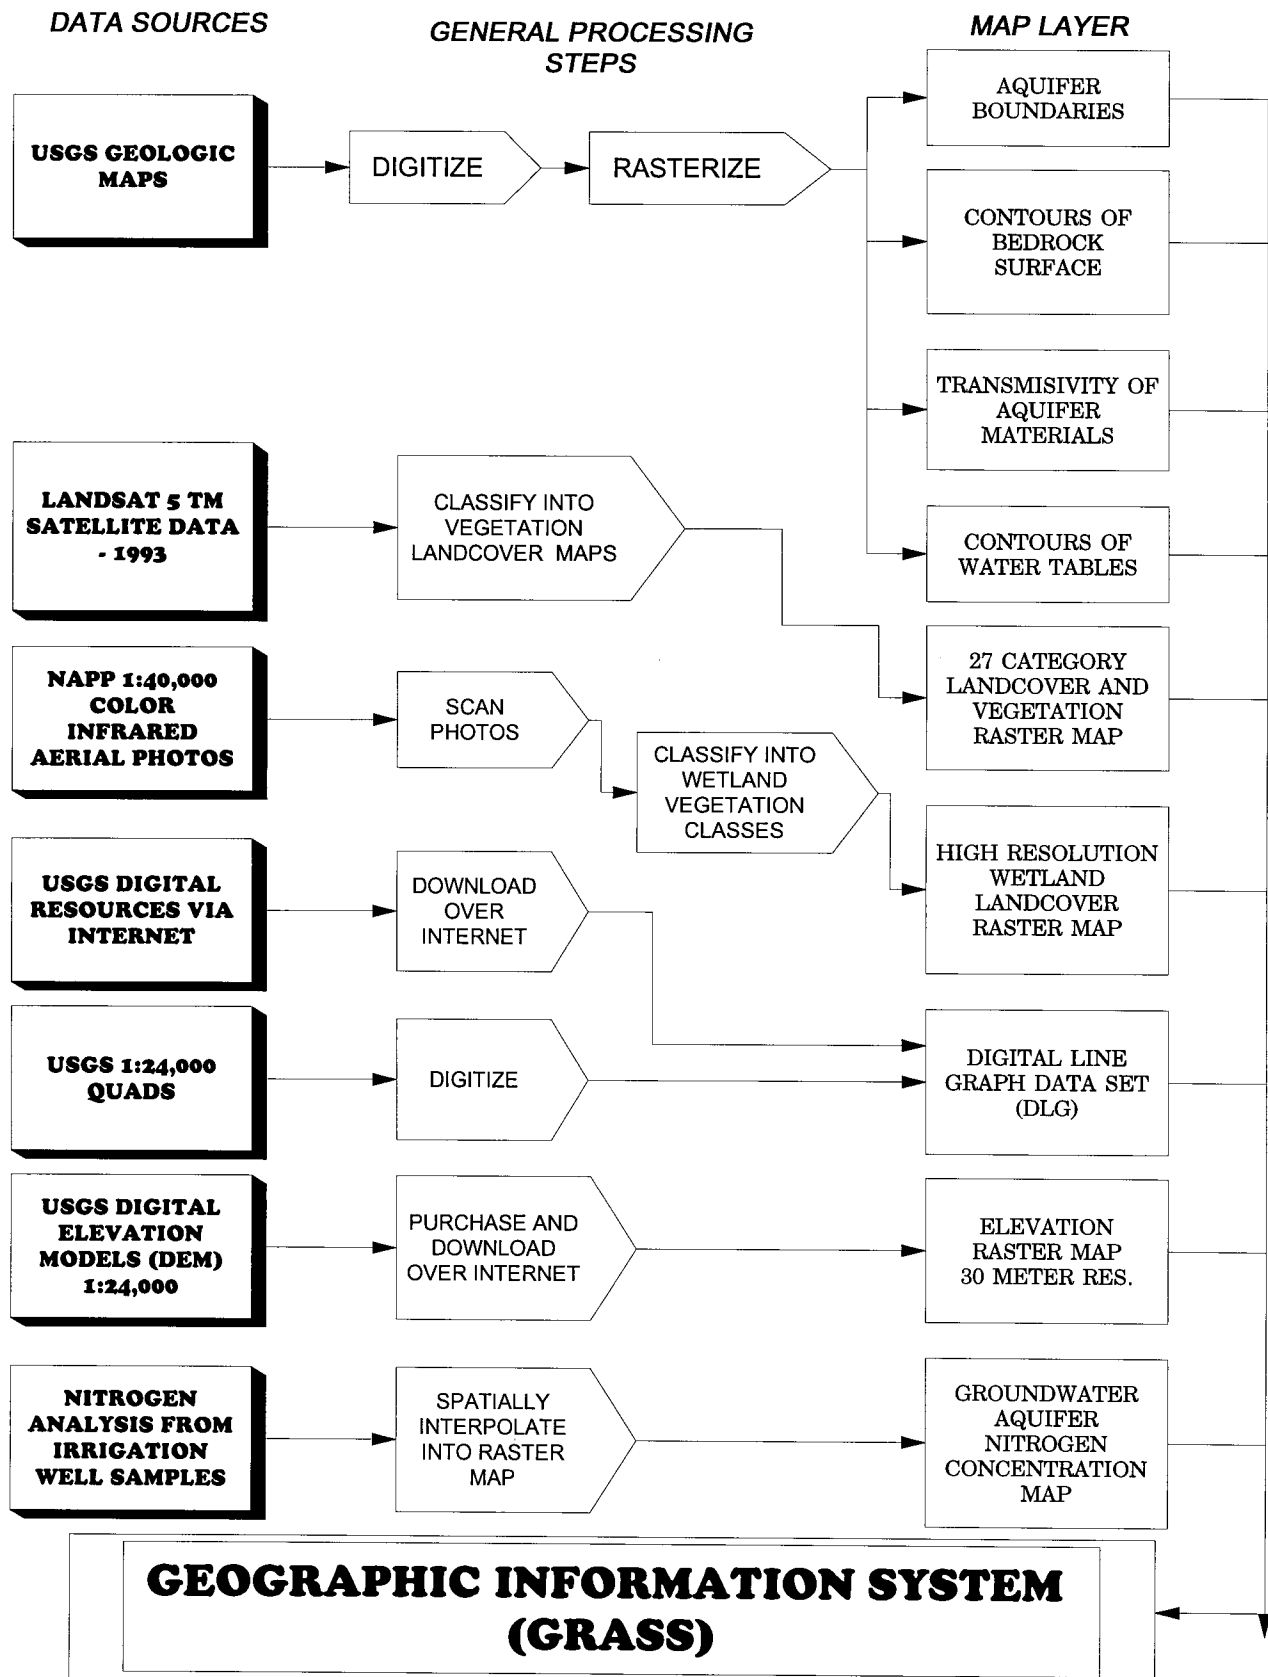 DATA SOURCES
GENERAL PROCESSING
STEPS
MAP LAYER
USGS GEOLOGIC
MAPS
DIGITIZE
RASTERIZE
AQUIFER
BOUNDARIES
CONTOURS OF
BEDROCK
SURFACE
TRANSMISIVITY OF
AQUIFER
MATERIALS
CONTOURS OF
WATER TABLES
LANDSAT 5 TM
SATELLITE DATA
- 1993
CLASSIFY INTO
VEGETATION
LANDCOVER MAPS
27 CATEGORY
LANDCOVER AND
VEGETATION
RASTER MAP
NAPP 1:40,000
COLOR
INFRARED
AERIAL PHOTOS
SCAN
PHOTOS
CLASSIFY INTO
WETLAND
VEGETATION
CLASSES
HIGH RESOLUTION
WETLAND
LANDCOVER
RASTER MAP
USGS DIGITAL
RESOURCES VIA
INTERNET
DOWNLOAD
OVER
INTERNET
USGS 1:24,000
QUADS
DIGITIZE
DIGITAL LINE
GRAPH DATA SET
(DLG)
USGS DIGITAL
ELEVATION
MODELS (DEM)
1:24,000
PURCHASE AND
DOWNLOAD
OVER INTERNET
ELEVATION
RASTER MAP
30 METER RES.
NITROGEN
ANALYSIS FROM
IRRIGATION
WELL SAMPLES
SPATIALLY
INTERPOLATE
INTO RASTER
MAP
GROUNDWATER
AQUIFER
NITROGEN
CONCENTRATION
MAP
GEOGRAPHIC INFORMATION SYSTEM
(GRASS)